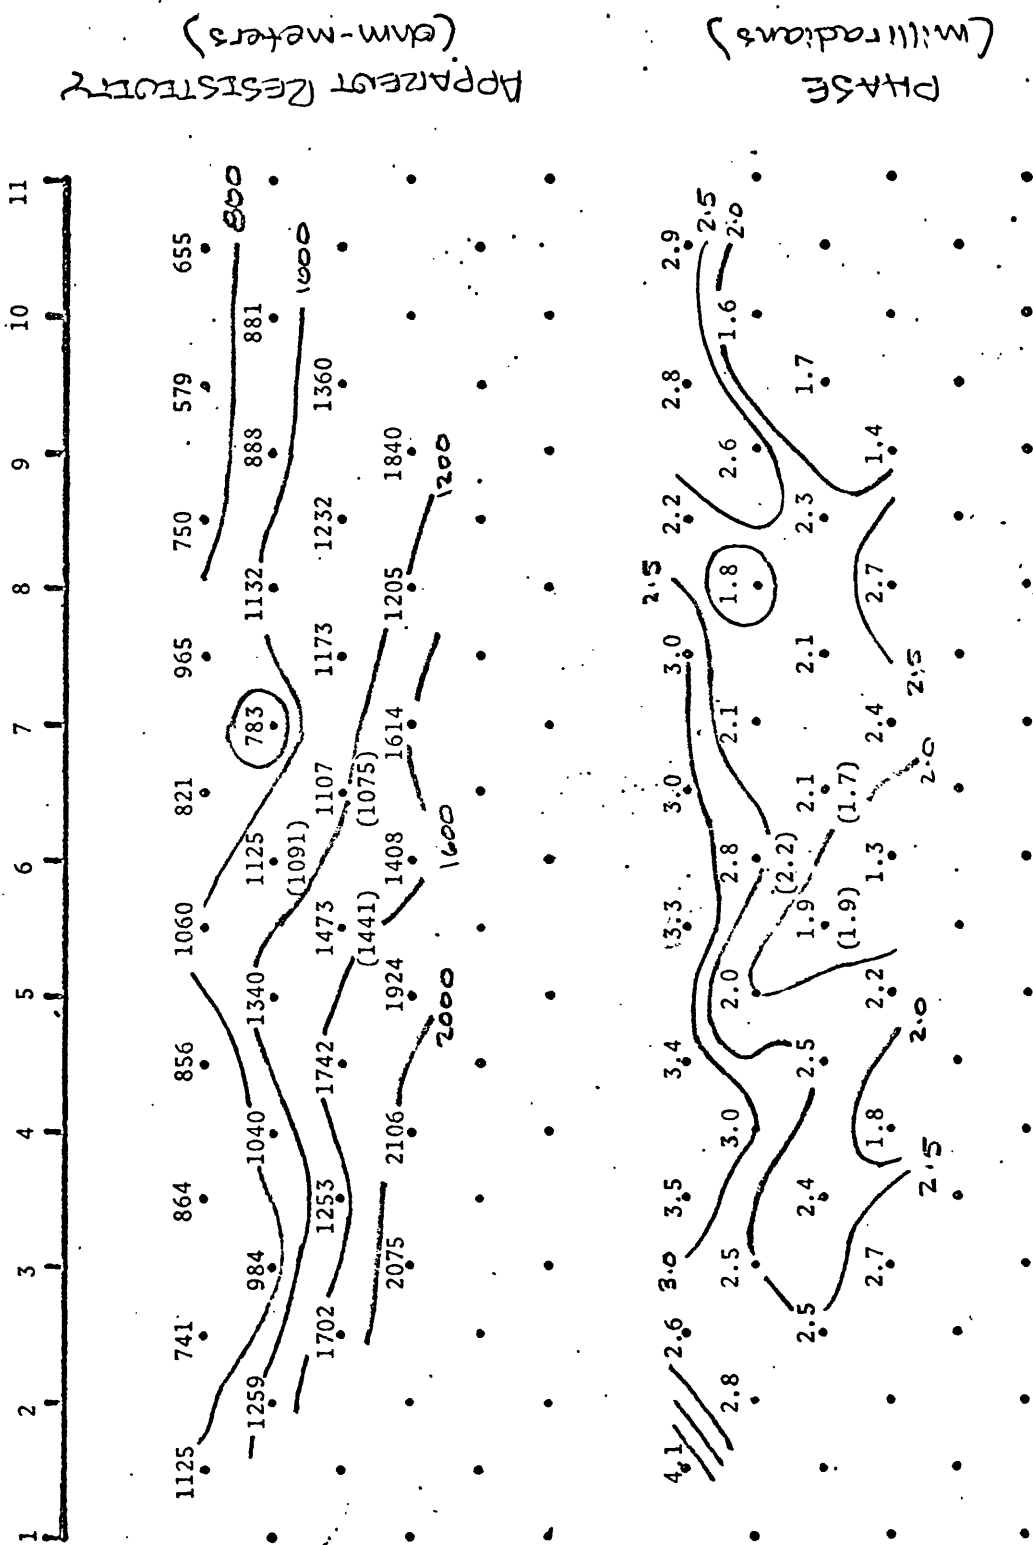 1 2 3 4 5 6 7 8 9 10 11
APPARENT RESISTIVITY
(ohm-meters)
1125 741 864 856 1060 821 965 750 579 655
800
1259 984 1040 1340 1125 783 1132 888 881
(1091) 1000
1702 1253 1742 1473 1107 1173 1232 1360
(1441) (1075)
2075 2106 1924 1408 1614 1205 1840
2000 1600 1200
PHASE
(milliradians)
3.0 2.5
4.1 2.6 3.5 3.4 3.3 3.0 3.0 2.2 2.8 2.9
2.5
2.0
2.8 2.5 3.0 2.0 2.8 2.1 1.8 2.6 1.6
(2.2)
2.5 2.4 2.5 1.9 2.1 2.1 2.3 1.7
(1.9) (1.7)
2.7 1.8 2.2 1.3 2.4 2.7 1.4
2.5 2.0 2.0 2.5